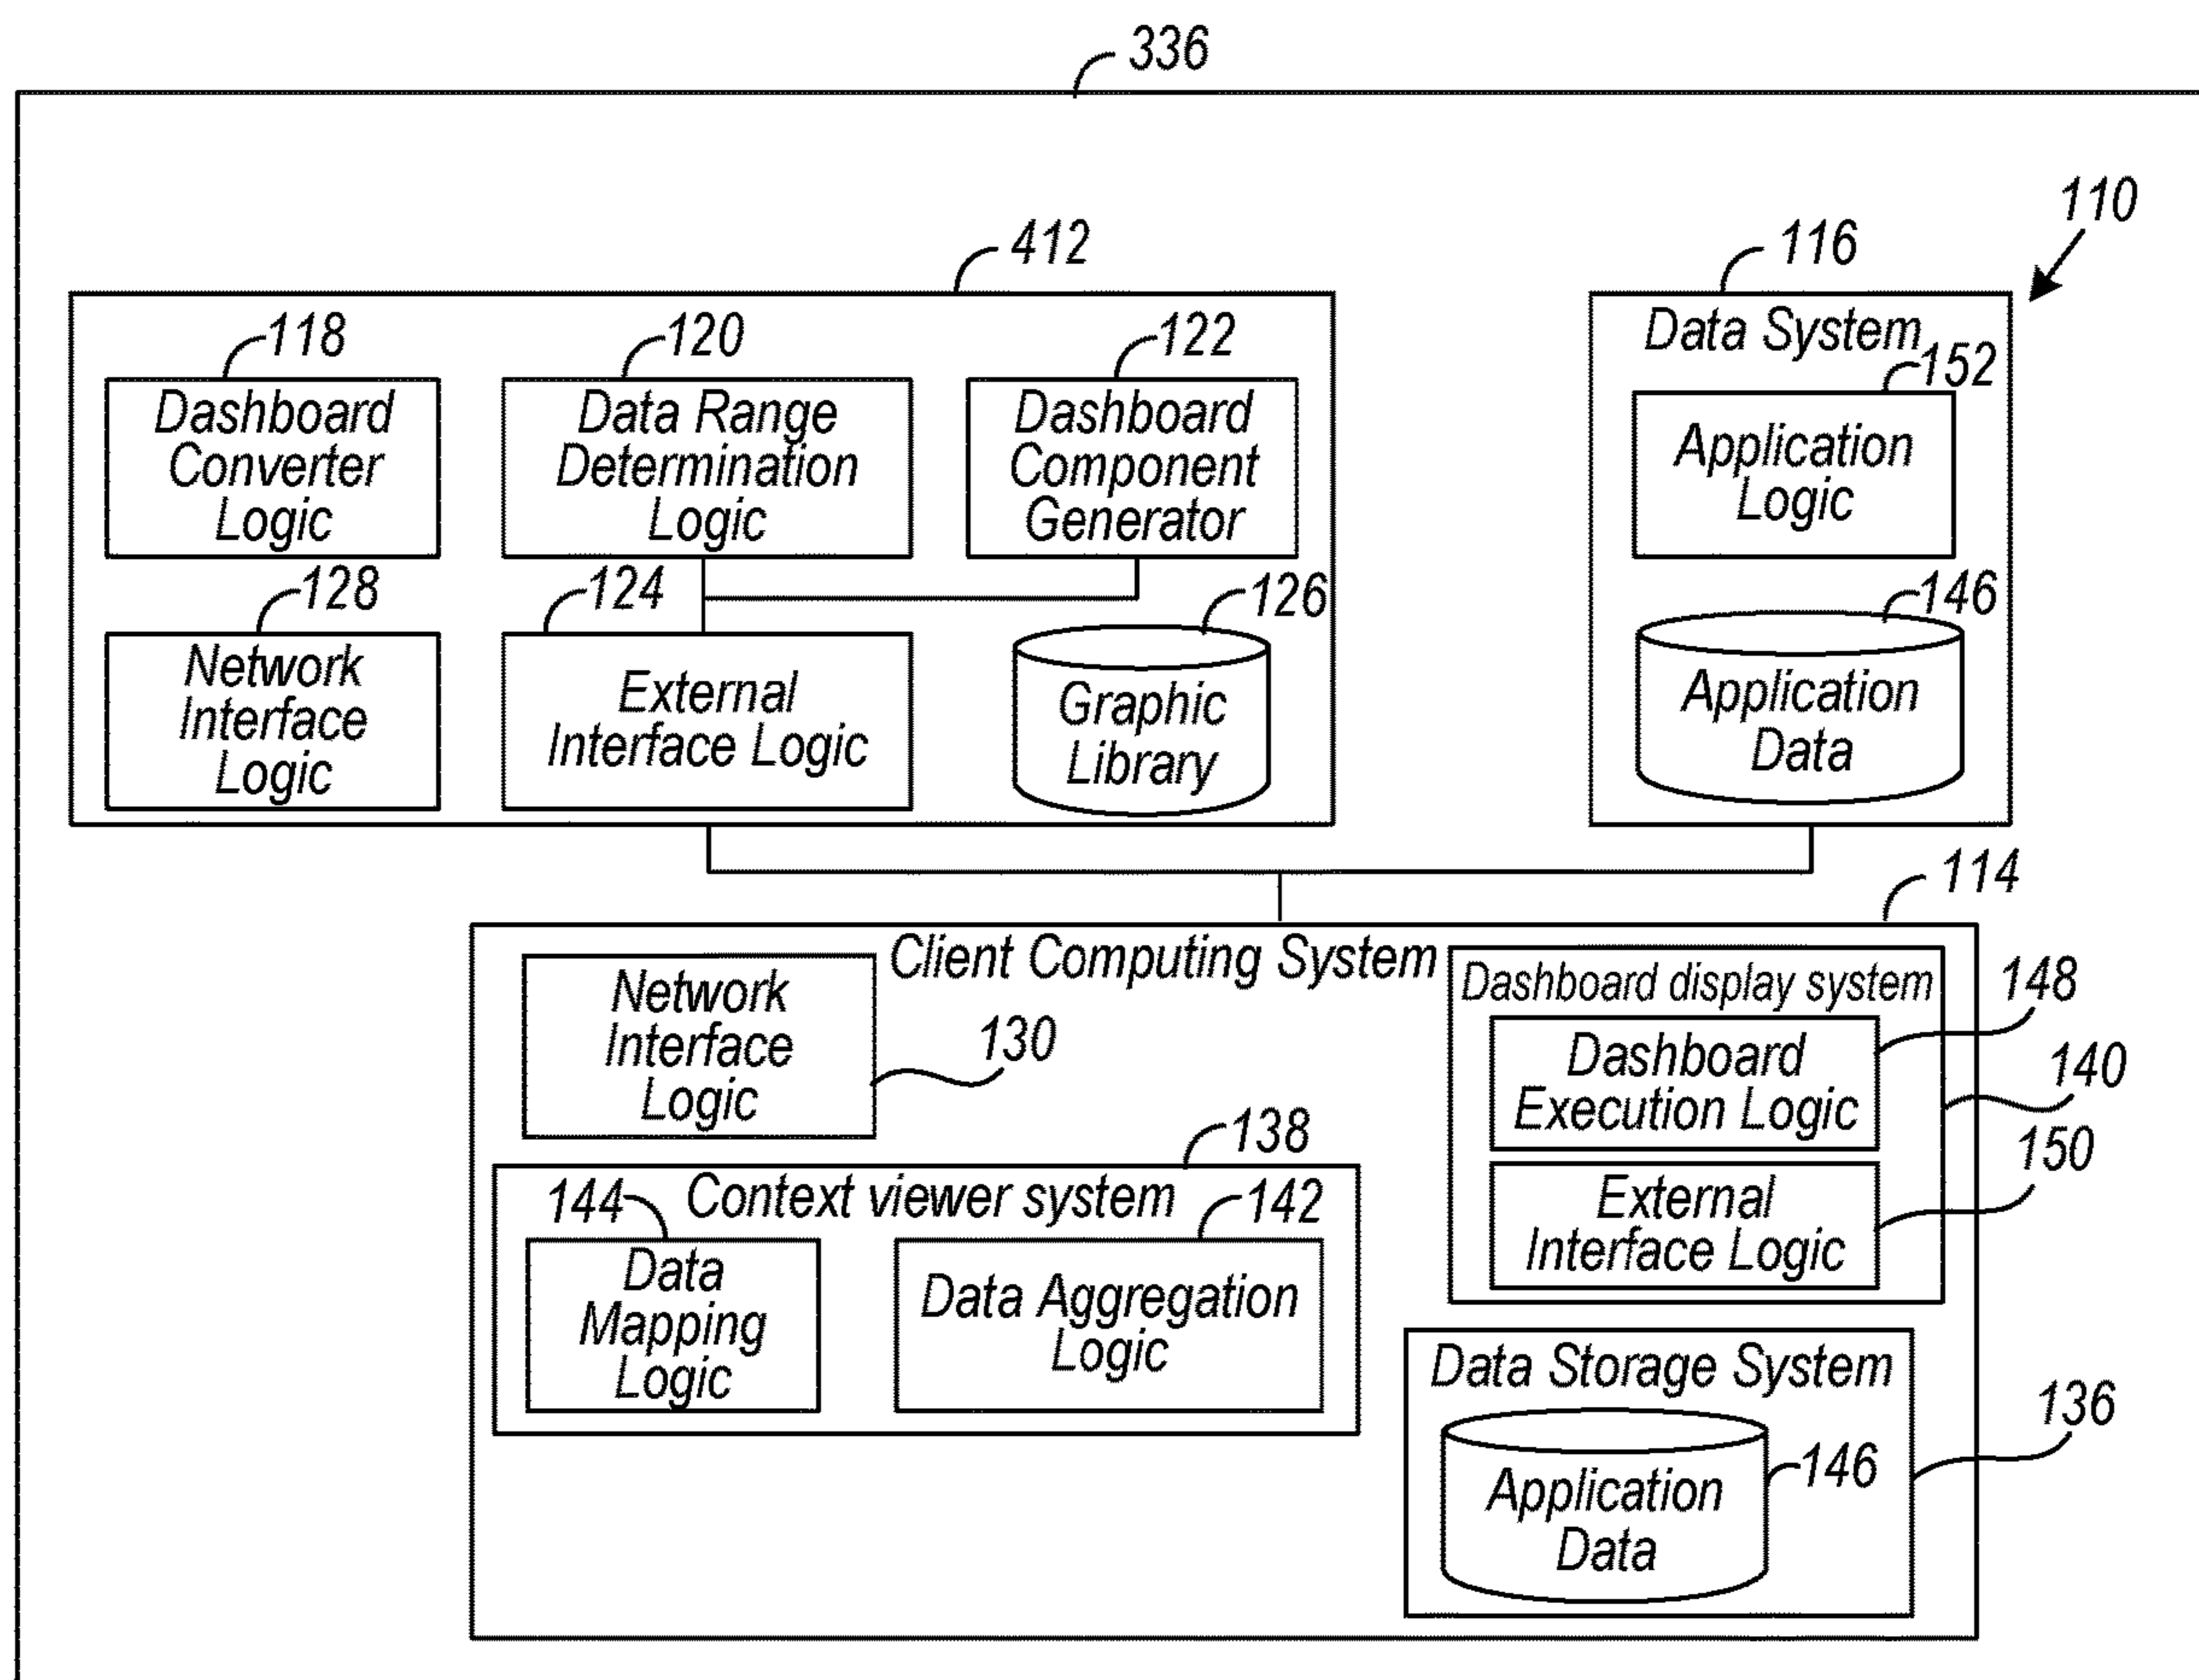 336
110
412
116
118
120
122
Data System
152
Dashboard
Converter
Logic
Data Range
Determination
Logic
Dashboard
Component
Generator
Application
Logic
128
124
126
146
Network
Interface
Logic
External
Interface Logic
Graphic
Library
Application
Data
114
Client Computing System
Network
Interface
Logic
130
Dashboard display system
148
Dashboard
Execution Logic
140
150
External
Interface Logic
138
Context viewer system
144
142
Data
Mapping
Logic
Data Aggregation
Logic
Data Storage System
136
Application
Data
146